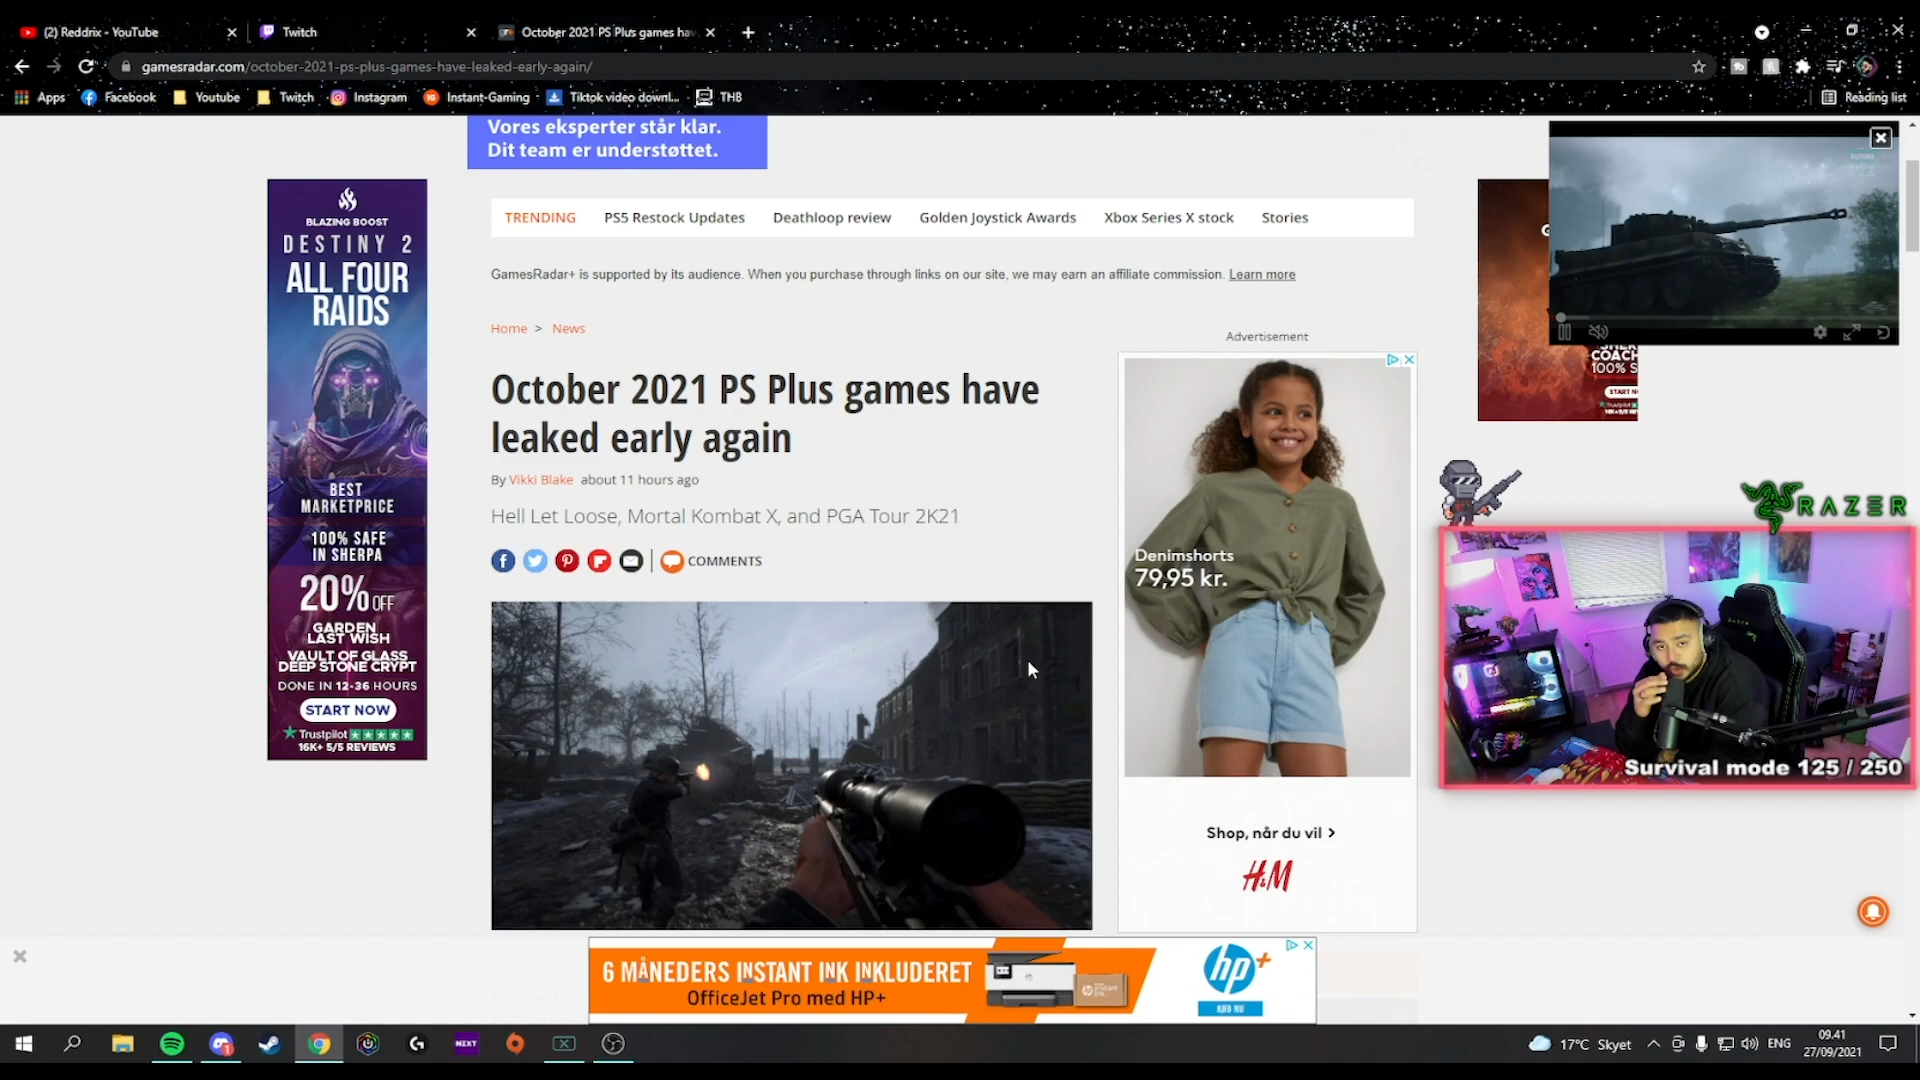 (2) Reddrix - YouTube
Twitch
October 2021 PS Plus games hav
gamesradar.com/october-2021-ps-plus-games-have-leaked-early-again/
Apps
Facebook
Youtube
Twitch
Instagram
Instant-Gaming
Tiktok video downl...
THB
Reading list
Vores eksperter står klar.
Dit team er understøttet.
TRENDING
PS5 Restock Updates
Deathloop review
Golden Joystick Awards
Xbox Series X stock
Stories
GamesRadar+ is supported by its audience. When you purchase through links on our site, we may earn an affiliate commission. Learn more
Home > News
Advertisement
October 2021 PS Plus games have
leaked early again
By Vikki Blake about 11 hours ago
Hell Let Loose, Mortal Kombat X, and PGA Tour 2K21
COMMENTS
BLAZING BOOST
DESTINY 2
ALL FOUR
RAIDS
BEST
MARKETPRICE
100% SAFE
IN SHERPA
20% OFF
GARDEN
LAST WISH
VAULT OF GLASS
DEEP STONE CRYPT
DONE IN 12-36 HOURS
START NOW
Trustpilot
16K+ 5/5 REVIEWS
Denimshorts
79,95 kr.
Shop, når du vil >
H&M
COACH
100% S
START N
RAZER
Survival mode 125 / 250
6 MÅNEDERS INSTANT INK INKLUDERET
OfficeJet Pro med HP+
hp+
KØB NU
NZXT
17°C Skyet
ENG
09.41
27/09/2021